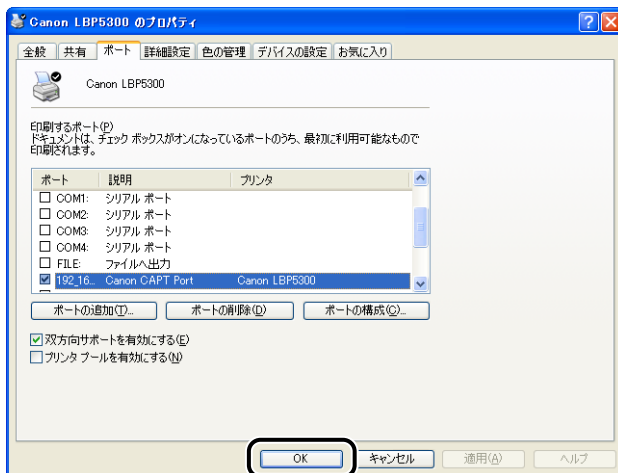 Canon LBP5300 のプロパティ
全般 共有 ポート 詳細設定 色の管理 デバイスの設定 お気に入り
Canon LBP5300
印刷するポート(P)
ドキュメントは、チェック ボックスがオンになっているポートのうち、最初に利用可能なもので
印刷されます。
ポート 説明 プリンタ
COM1: シリアル ポート
COM2: シリアル ポート
COM3: シリアル ポート
COM4: シリアル ポート
FILE: ファイルへ出力
192_16... Canon CAPT Port Canon LBP5300
ポートの追加(T)... ポートの削除(D) ポートの構成(C)...
双方向サポートを有効にする(E)
プリンタ プールを有効にする(N)
OK キャンセル 適用(A) ヘルプ